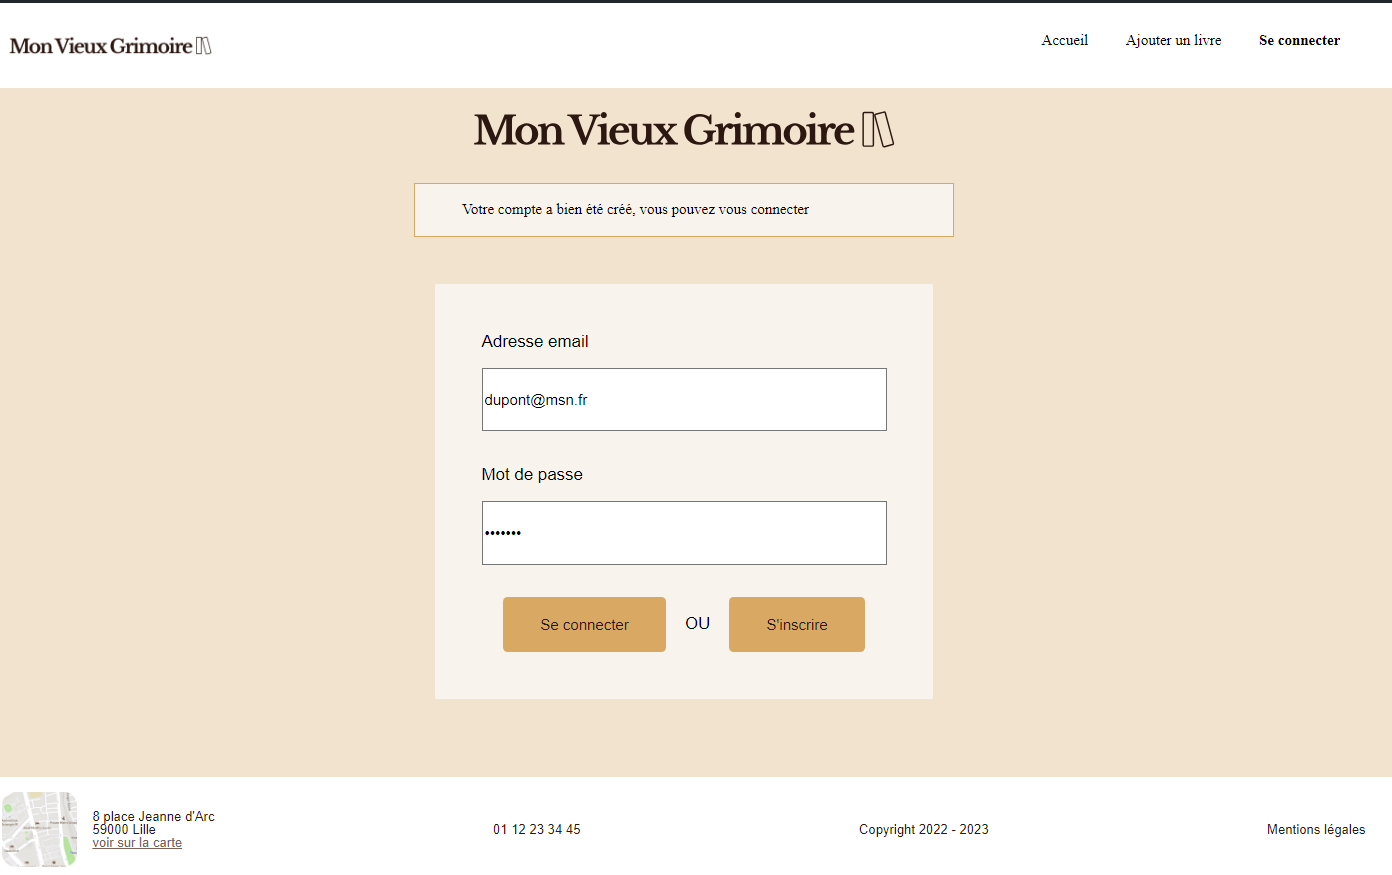 Mon Vieux Grimoire
Accueil
Ajouter un livre
Se connecter
Mon Vieux Grimoire
Votre compte a bien été créé, vous pouvez vous connecter
Adresse email
dupont@msn.fr
Mot de passe
•••••••
Se connecter
OU
S'inscrire
8 place Jeanne d'Arc
59000 Lille
voir sur la carte
01 12 23 34 45
Copyright 2022 - 2023
Mentions légales